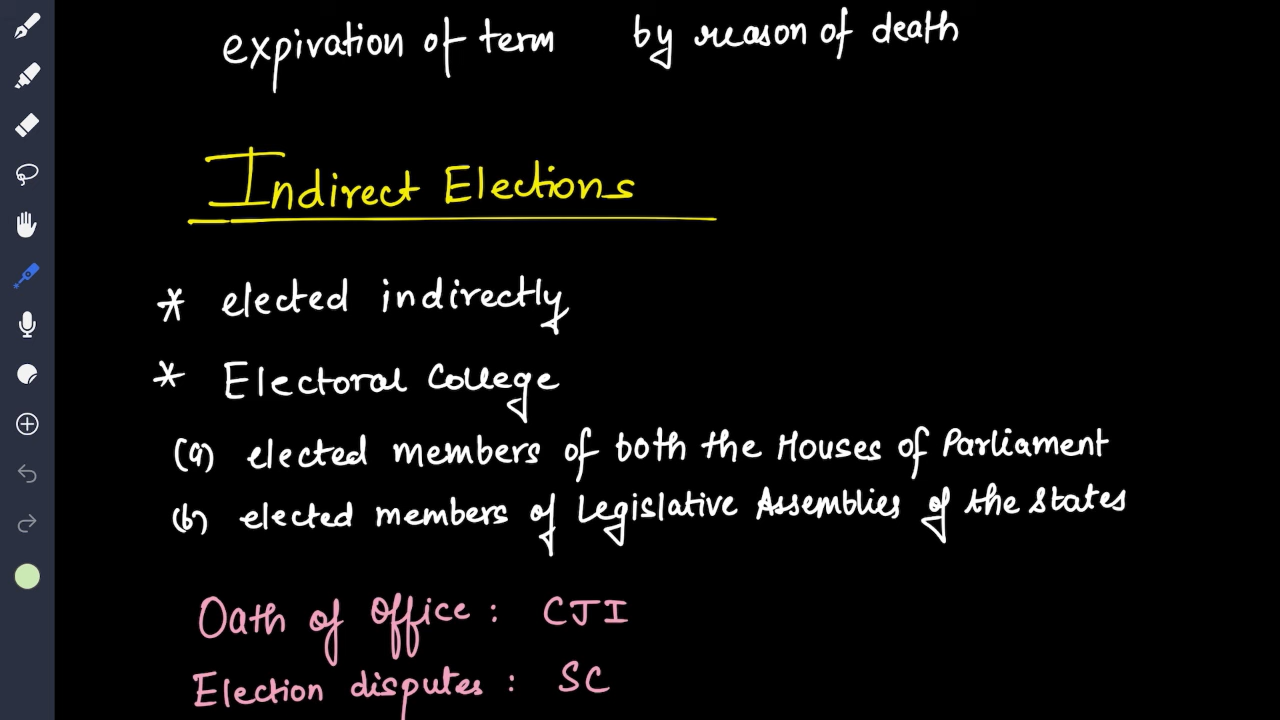 expiration of term by reason of death
Indirect Elections
* elected indirectly
* Electoral College
(a) elected members of both the Houses of Parliament
(b) elected members of Legislative Assemblies of the States
Oath of office : CJI
Election disputes : SC